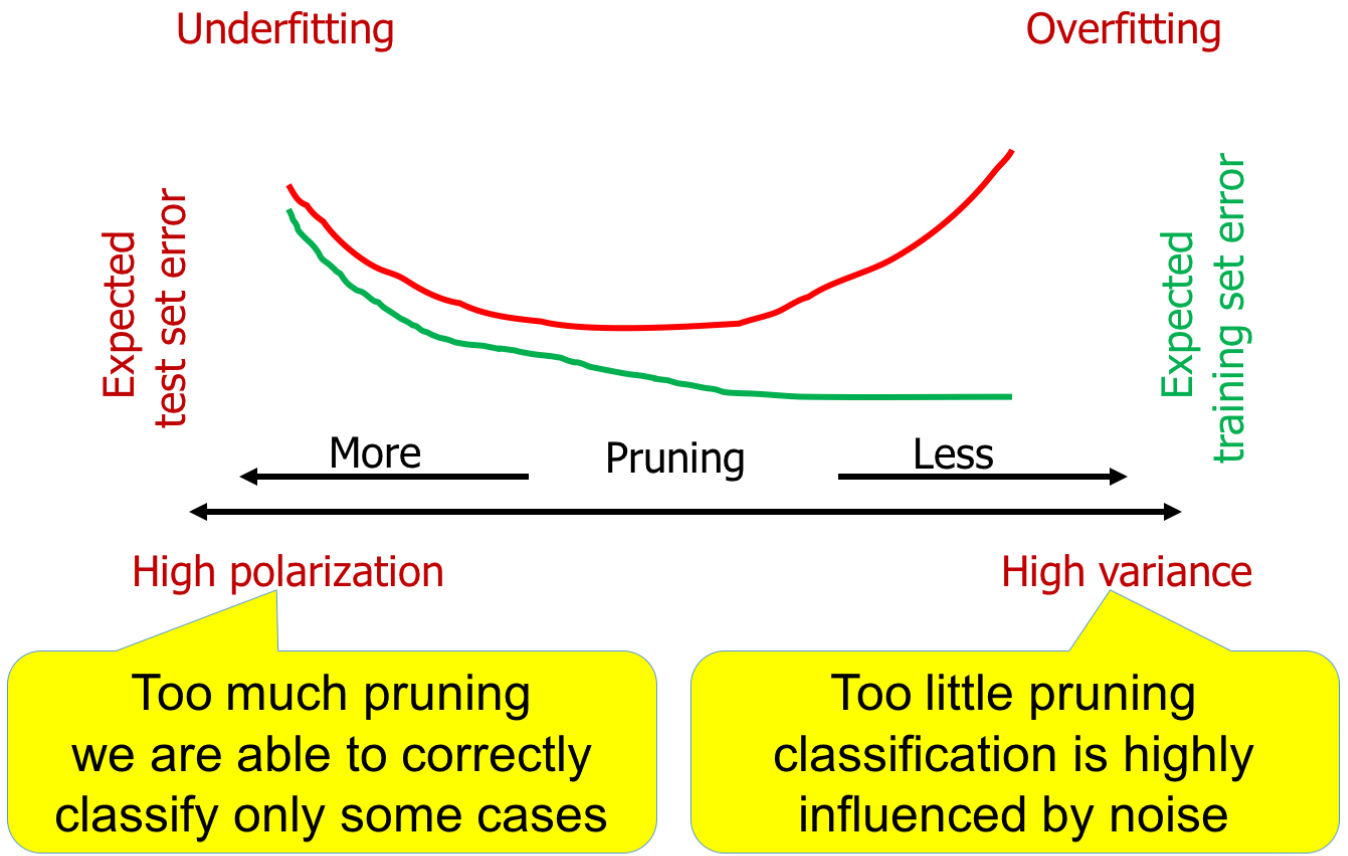 Underfitting
Overfitting
Expected
test set error
Expected
training set error
More
Pruning
Less
High polarization
High variance
Too much pruning
we are able to correctly
classify only some cases
Too little pruning
classification is highly
influenced by noise